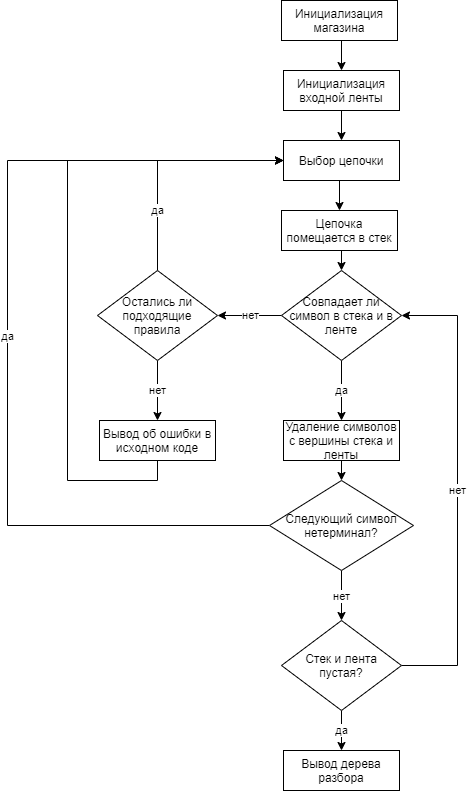 Инициализация
магазина
Инициализация
входной ленты
Выбор цепочки
да
Цепочка
помещается в стек
Остались ли
подходящие
правила
нет
Совпадает ли
символ в стека и в
ленте
да
нет
да
Вывод об ошибки в
исходном коде
Удаление символов
с вершины стека и
ленты
нет
Следующий символ
нетерминал?
нет
Стек и лента
пустая?
да
Вывод дерева
разбора